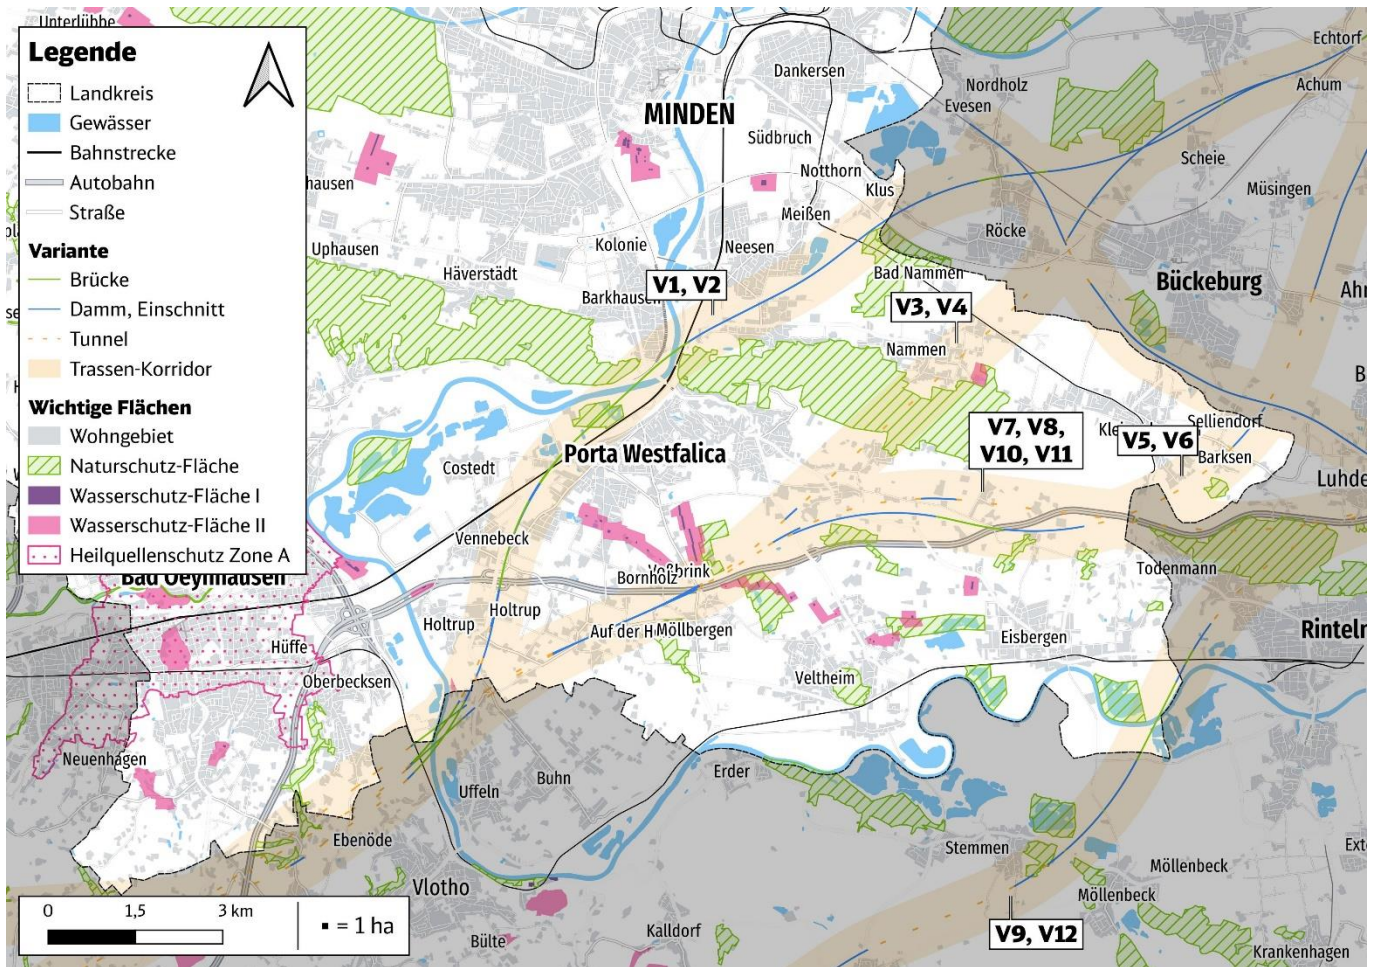 Unterlübbe
Echtorf
Legende
Landkreis
Gewässer
Bahnstrecke
Autobahn
Straße
Variante
Brücke
Damm, Einschnitt
Tunnel
Trassen-Korridor
Wichtige Flächen
Wohngebiet
Naturschutz-Fläche
Wasserschutz-Fläche I
Wasserschutz-Fläche II
Heilquellenschutz Zone A
Dankersen
Nordholz
Achum
Evesen
MINDEN
Südbruch
Scheie
Notthorn
hausen
Klus
Müsingen
Meißen
Röcke
Uphausen
Kolonie
Neesen
Häverstädt
Bad Nammen
Bückeburg
V1, V2
Barkhausen
V3, V4
Nammen
V7, V8,
V10, V11
Selliendorf
V5, V6
Barksen
Porta Westfalica
Costedt
Luhde
Vennebeck
Bad Oeynhausen
Bornholz
Voßbrink
Todenmann
Holtrup
Holtrup
Auf der H
Möllbergen
Eisbergen
Rinteln
Hüffe
Oberbecksen
Veltheim
Neuenhagen
Buhn
Erder
Uffeln
Ebenöde
Stemmen
Möllenbeck
Vlotho
Möllenbeck
V9, V12
Kalldorf
Bülte
Krankenhagen
0
1,5
3 km
= 1 ha